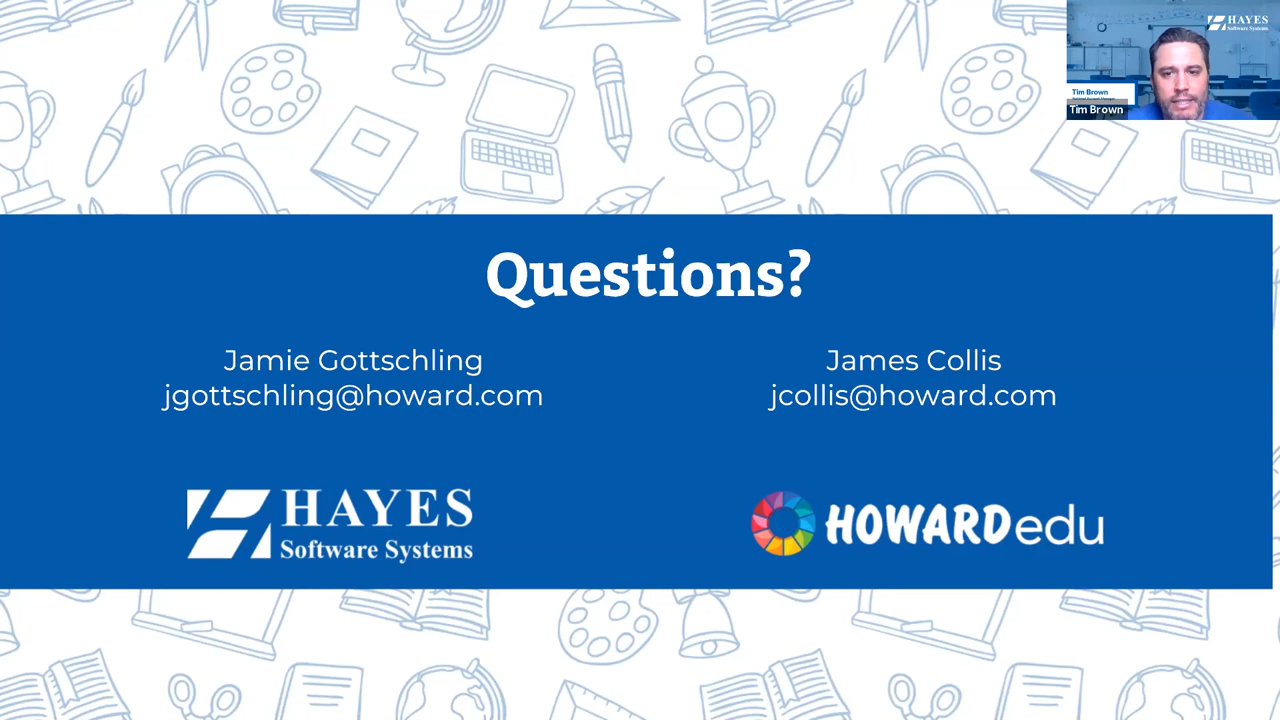 HAYES
Software Systems
Tim Brown
Tim Brown
Questions?
Jamie Gottschling
jgottschling@howard.com
James Collis
jcollis@howard.com
HAYES
Software Systems
HOWARDedu